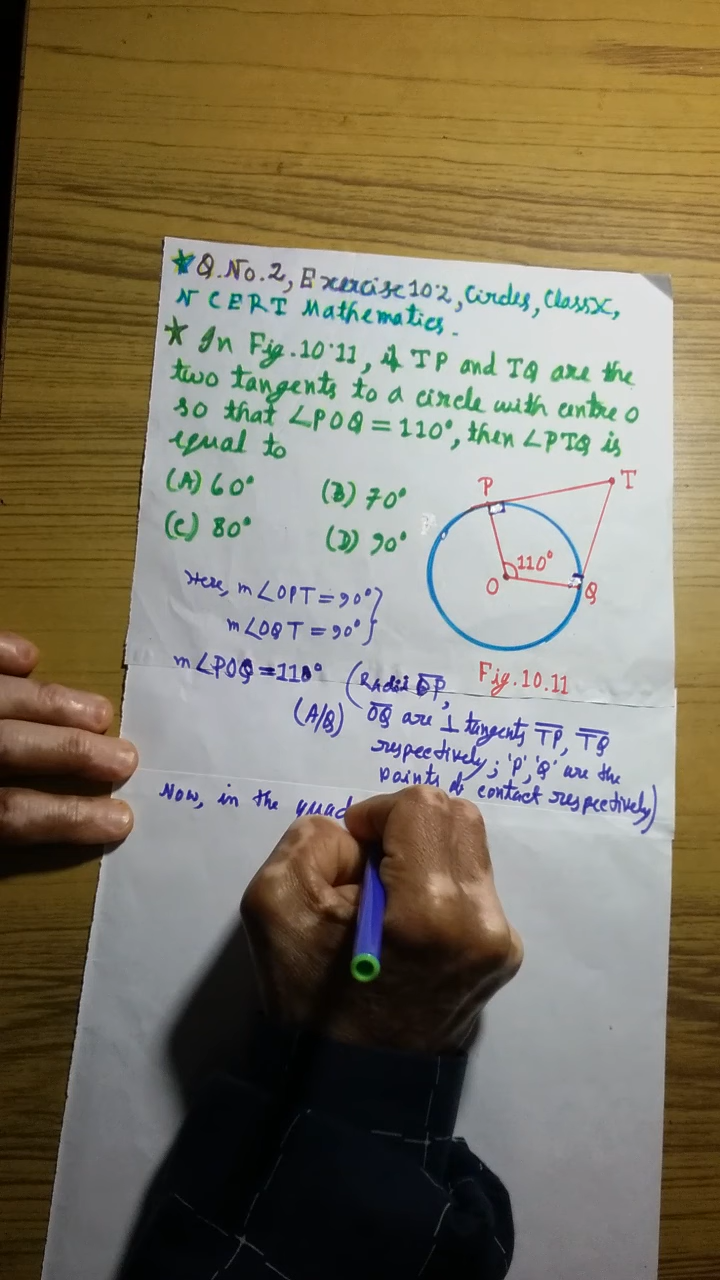 ★ Q.No.2, Exercise 10.2, Circles, Class X,
NCERT Mathematics.
★ In Fig.10.11, if TP and TQ are the
two tangents to a circle with centre O
so that ∠POQ = 110°, then ∠PTQ is
equal to
(A) 60° (B) 70°
(C) 80° (D) 90°
P
T
110°
O
Q
Fig.10.11
Here, m∠OPT = 90° }
m∠OQT = 90° }
m∠POQ = 110° (Radii OP,
(A/Q) OQ are ⊥ tangents TP, TQ
respectively; 'P', 'Q' are the
points of contact respectively)
Now, in the quad